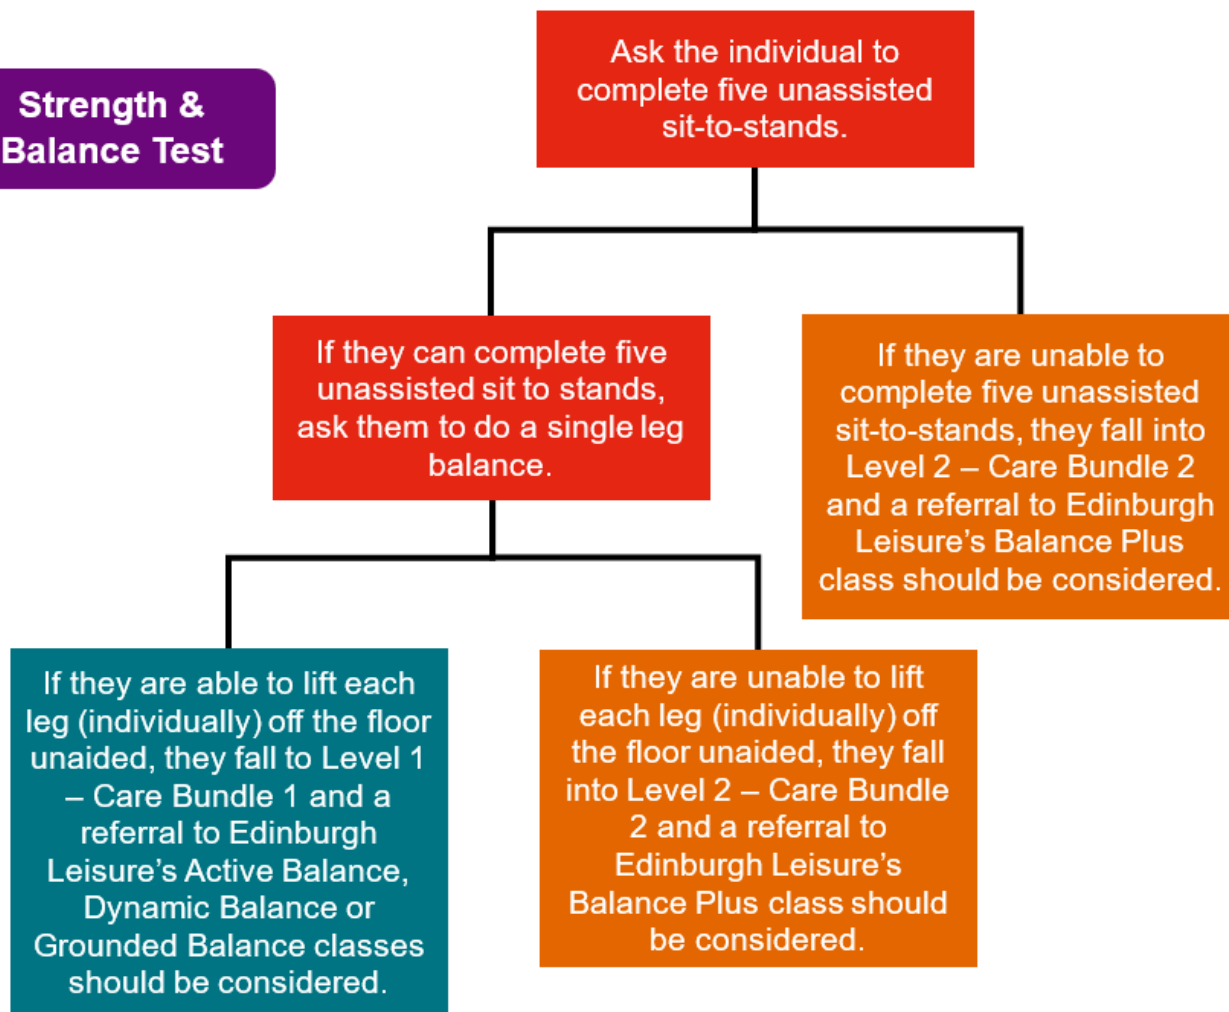 Strength &
Balance Test
Ask the individual to
complete five unassisted
sit-to-stands.
If they can complete five
unassisted sit to stands,
ask them to do a single leg
balance.
If they are unable to
complete five unassisted
sit-to-stands, they fall into
Level 2 – Care Bundle 2
and a referral to Edinburgh
Leisure’s Balance Plus
class should be considered.
If they are able to lift each
leg (individually) off the floor
unaided, they fall to Level 1
– Care Bundle 1 and a
referral to Edinburgh
Leisure’s Active Balance,
Dynamic Balance or
Grounded Balance classes
should be considered.
If they are unable to lift
each leg (individually) off
the floor unaided, they fall
into Level 2 – Care Bundle
2 and a referral to
Edinburgh Leisure’s
Balance Plus class should
be considered.